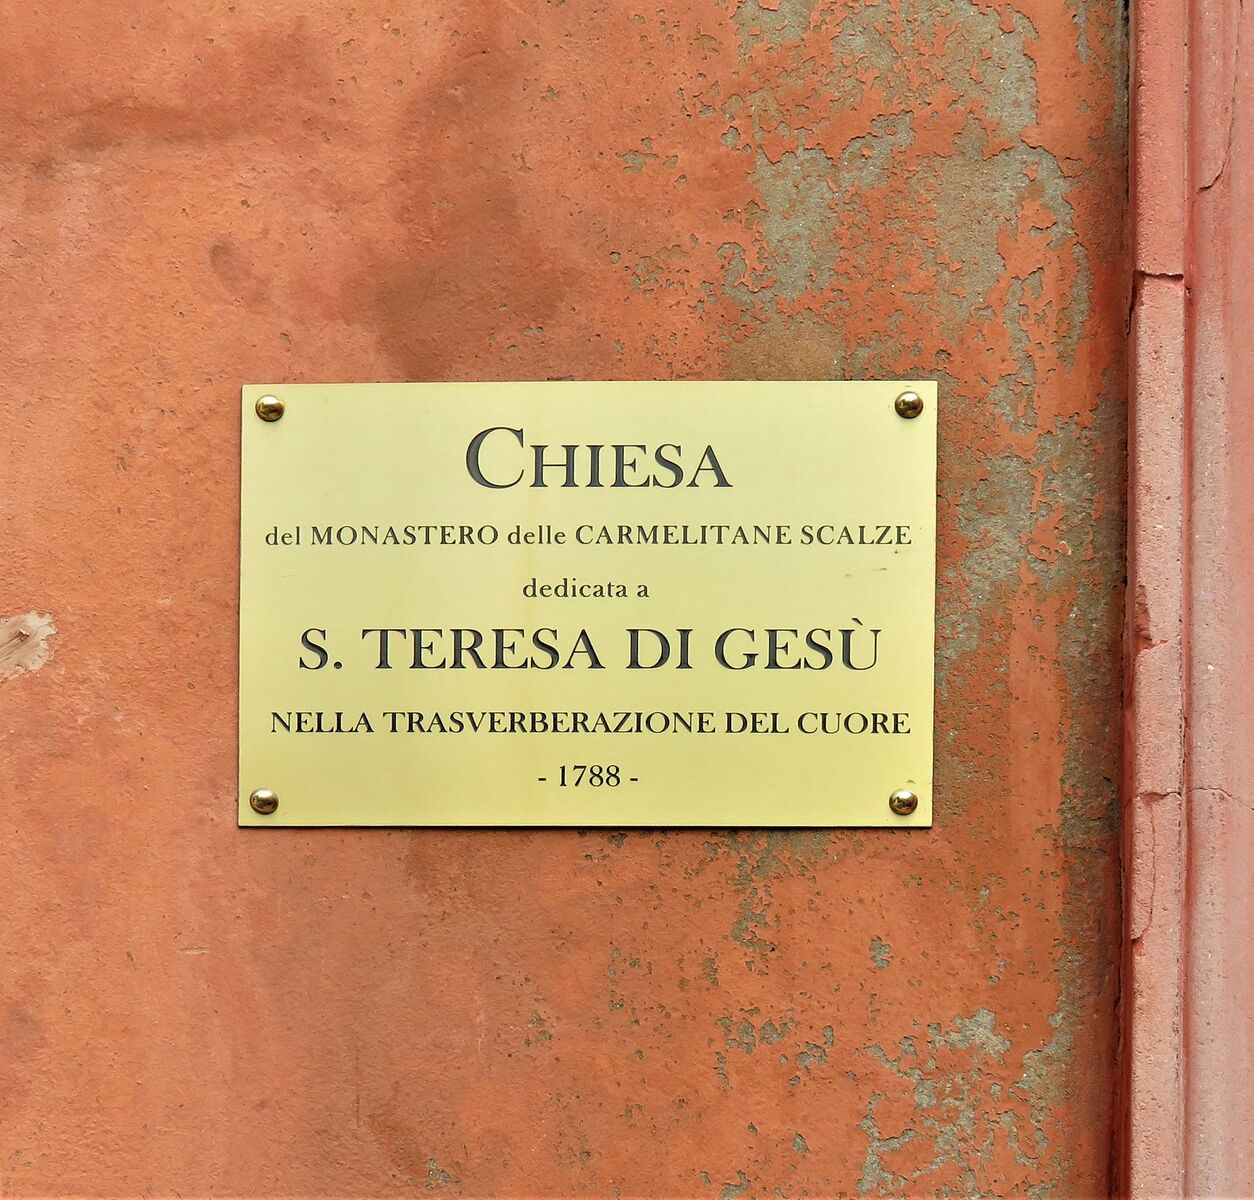 CHIESA
del MONASTERO delle CARMELITANE SCALZE
dedicata a
S. TERESA DI GESÙ
NELLA TRASVERBERAZIONE DEL CUORE
- 1788 -